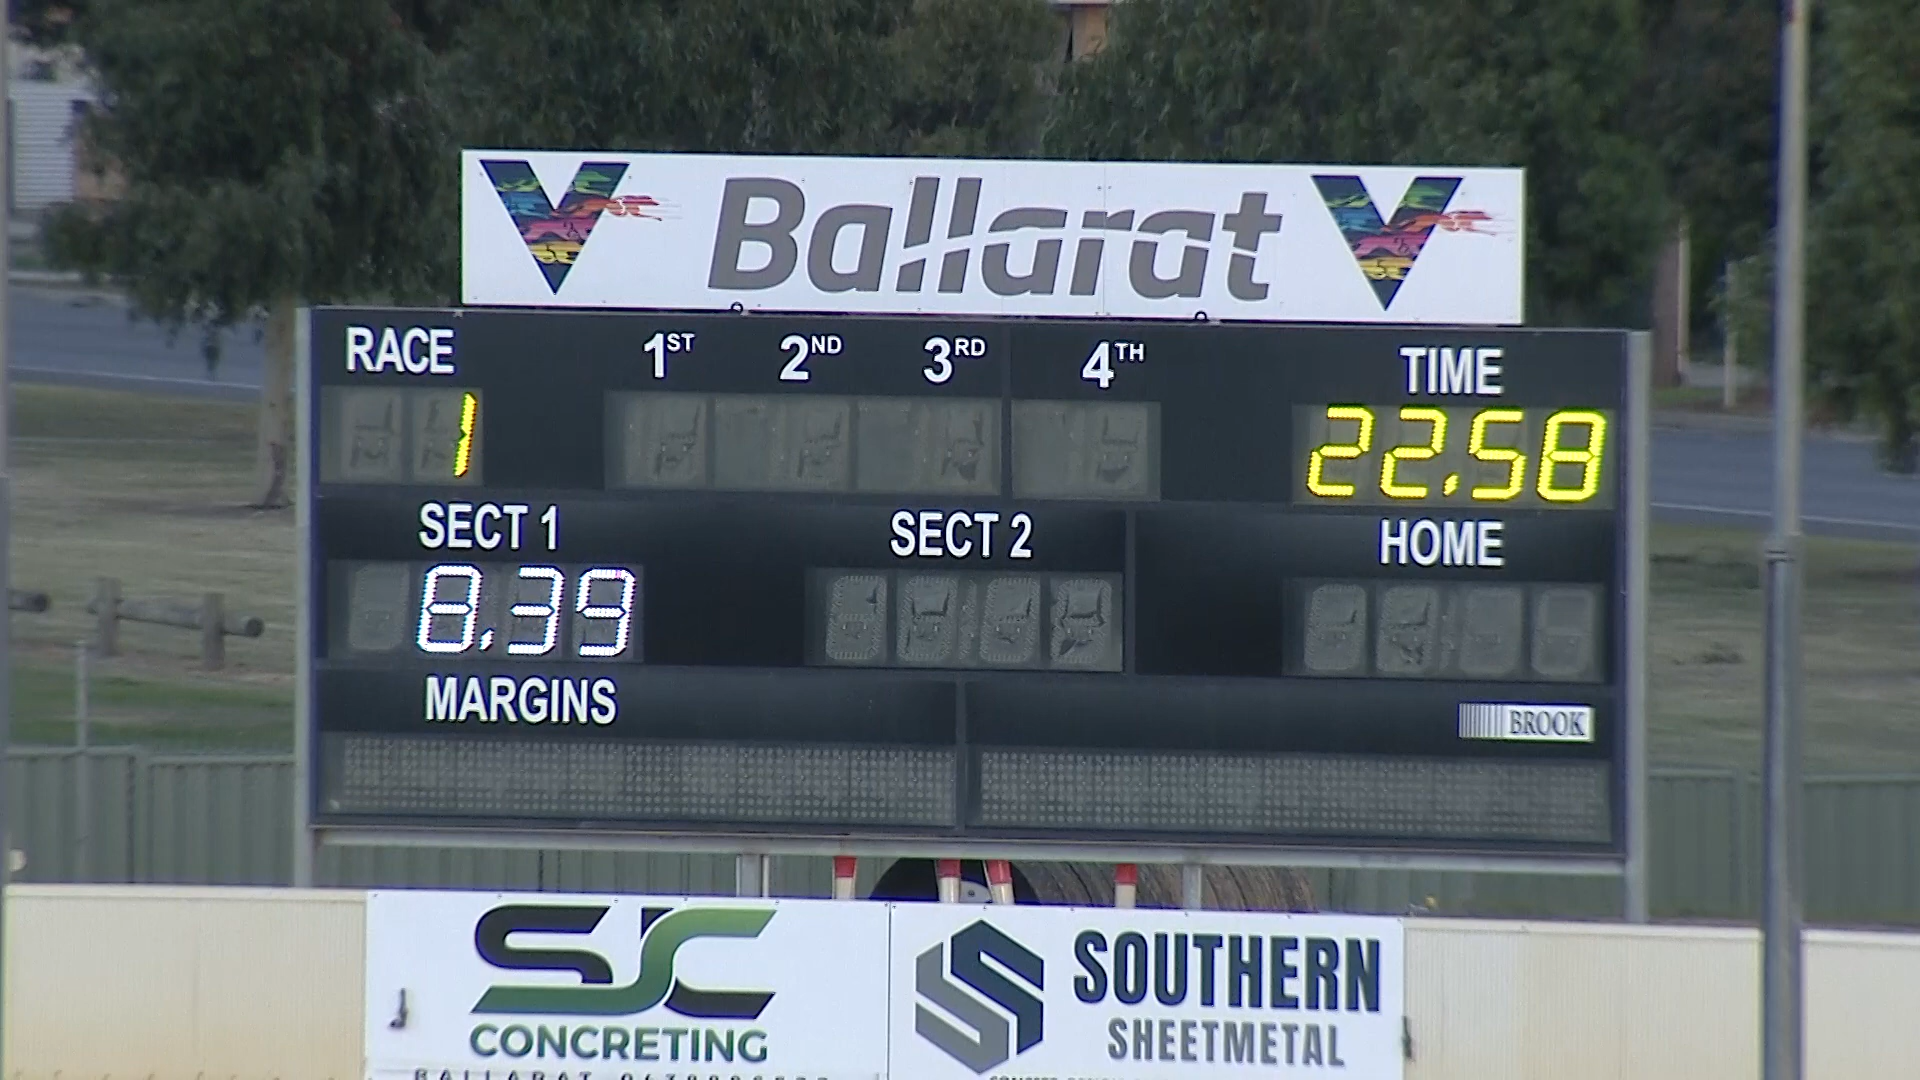 Ballarat
RACE 1ST 2ND 3RD 4TH TIME
1 22.58
SECT 1 SECT 2 HOME
8.39
MARGINS
BROOK
SJC
CONCRETING
BALLARAT
SOUTHERN
SHEETMETAL